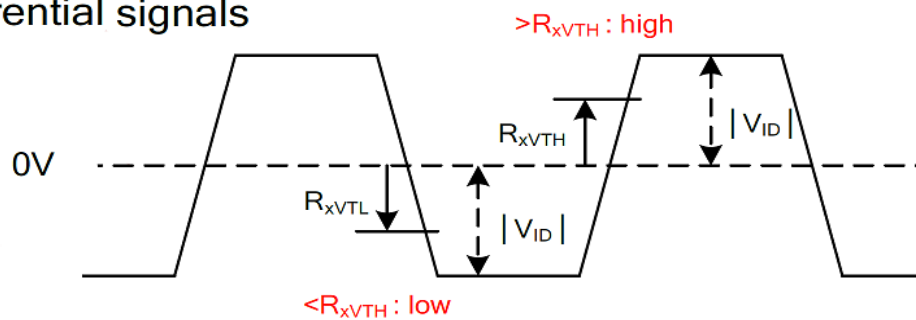 rential signals
>RxVTH : high
RxVTH
|VID|
0V
RxVTL
|VID|
<RxVTH : low